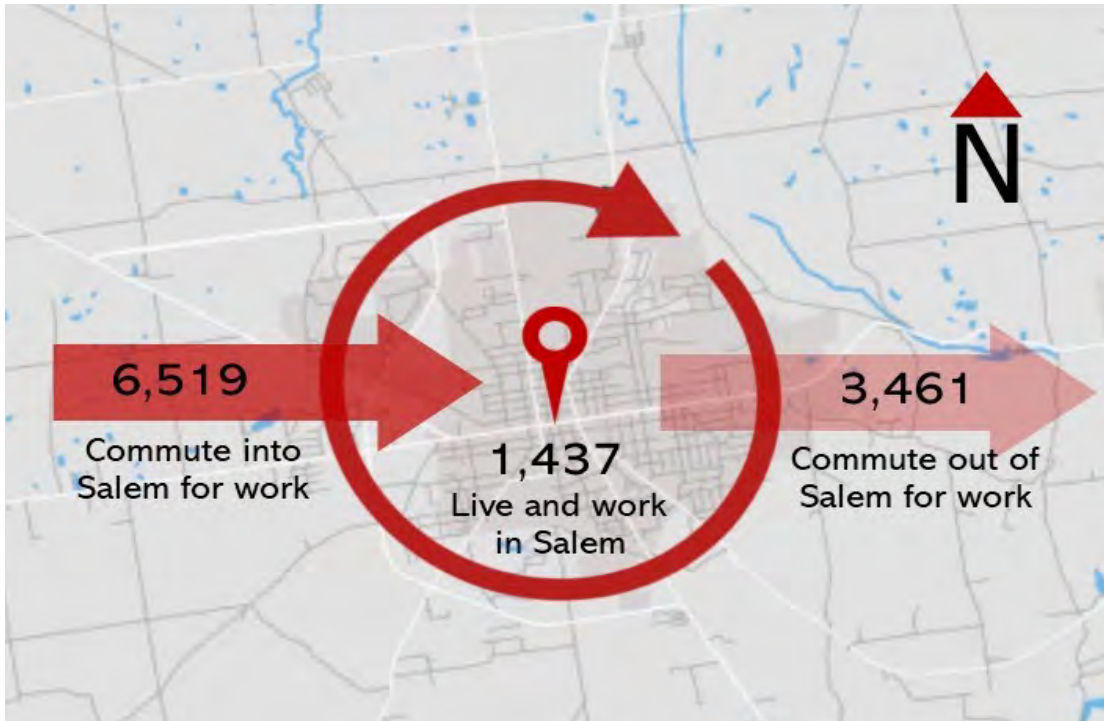 N
6,519
Commute into
Salem for work
1,437
Live and work
in Salem
3,461
Commute out of
Salem for work